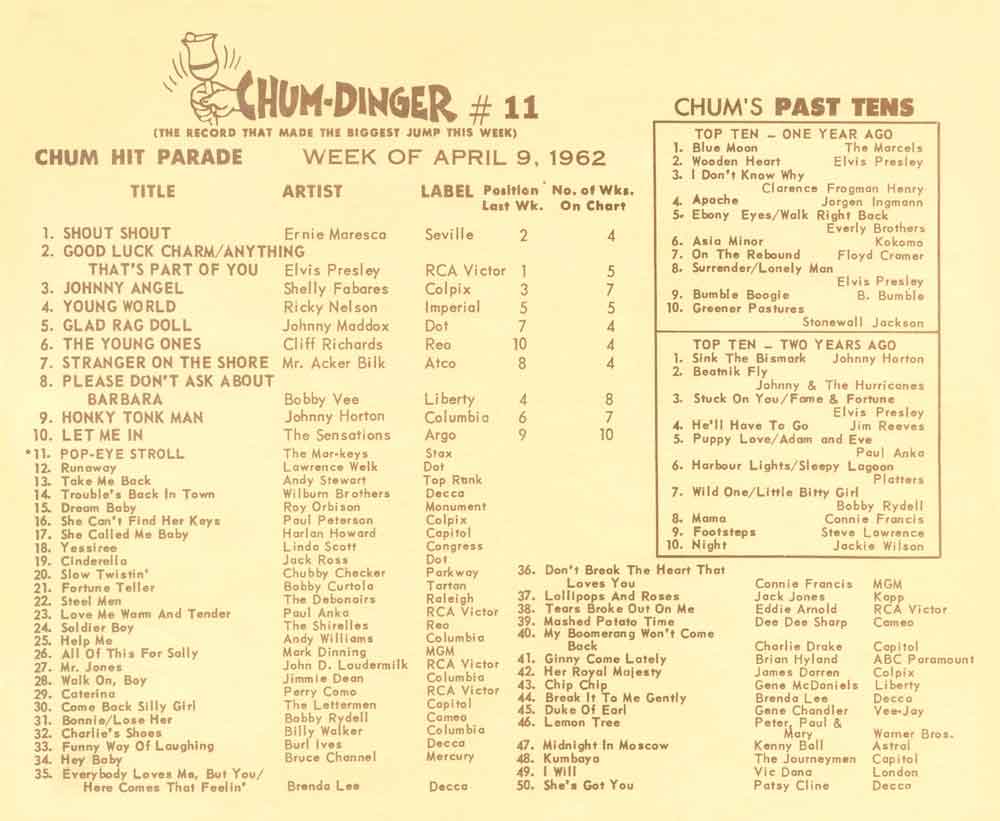 CHUM-DINGER # 11
(THE RECORD THAT MADE THE BIGGEST JUMP THIS WEEK)
CHUM HIT PARADE WEEK OF APRIL 9, 1962
TITLE ARTIST LABEL Position No. of Wks.
Last Wk. On Chart
1. SHOUT SHOUT Ernie Maresca Seville 2 4
2. GOOD LUCK CHARM/ANYTHING
THAT'S PART OF YOU Elvis Presley RCA Victor 1 5
3. JOHNNY ANGEL Shelly Fabares Colpix 3 7
4. YOUNG WORLD Ricky Nelson Imperial 5 5
5. GLAD RAG DOLL Johnny Maddox Dot 7 4
6. THE YOUNG ONES Cliff Richards Reo 10 4
7. STRANGER ON THE SHORE Mr. Acker Bilk Atco 8 4
8. PLEASE DON'T ASK ABOUT
BARBARA Bobby Vee Liberty 4 8
9. HONKY TONK MAN Johnny Horton Columbia 6 7
10. LET ME IN The Sensations Argo 9 10
*11. POP-EYE STROLL The Mar-keys Stax
12. Runaway Lawrence Welk Dot
13. Take Me Back Andy Stewart Top Rank
14. Trouble's Back In Town Wilburn Brothers Decca
15. Dream Baby Roy Orbison Monument
16. She Can't Find Her Keys Paul Peterson Colpix
17. She Called Me Baby Harlan Howard Capitol
18. Yessiree Linda Scott Congress
19. Cinderella Jack Ross Dot
20. Slow Twistin' Chubby Checker Parkway
21. Fortune Teller Bobby Curtola Tartan
22. Steel Men The Debonairs Raleigh
23. Love Me Warm And Tender Paul Anka RCA Victor
24. Soldier Boy The Shirelles Reo
25. Help Me Andy Williams Columbia
26. All Of This For Sally Mark Dinning MGM
27. Mr. Jones John D. Loudermilk RCA Victor
28. Walk On, Boy Jimmie Dean Columbia
29. Caterina Perry Como RCA Victor
30. Come Back Silly Girl The Lettermen Capitol
31. Bonnie/Lose Her Bobby Rydell Cameo
32. Charlie's Shoes Billy Walker Columbia
33. Funny Way Of Laughing Burl Ives Decca
34. Hey Baby Bruce Channel Mercury
35. Everybody Loves Me, But You/
Here Comes That Feelin' Brenda Lee Decca
CHUM'S PAST TENS
TOP TEN – ONE YEAR AGO
1. Blue Moon The Marcels
2. Wooden Heart Elvis Presley
3. I Don't Know Why
Clarence Frogman Henry
4. Apache Jorgen Ingmann
5. Ebony Eyes/Walk Right Back
Everly Brothers
6. Asia Minor Kokomo
7. On The Rebound Floyd Cramer
8. Surrender/Lonely Man
Elvis Presley
9. Bumble Boogie B. Bumble
10. Greener Pastures
Stonewall Jackson
TOP TEN – TWO YEARS AGO
1. Sink The Bismark Johnny Horton
2. Beatnik Fly
Johnny & The Hurricanes
3. Stuck On You/Fame & Fortune
Elvis Presley
4. He'll Have To Go Jim Reeves
5. Puppy Love/Adam and Eve
Paul Anka
6. Harbour Lights/Sleepy Lagoon
Platters
7. Wild One/Little Bitty Girl
Bobby Rydell
8. Mama Connie Francis
9. Footsteps Steve Lawrence
10. Night Jackie Wilson
36. Don't Break The Heart That
Loves You Connie Francis MGM
37. Lollipops And Roses Jack Jones Kapp
38. Tears Broke Out On Me Eddie Arnold RCA Victor
39. Mashed Potato Time Dee Dee Sharp Cameo
40. My Boomerang Won't Come
Back Charlie Drake Capitol
41. Ginny Come Lately Brian Hyland ABC Paramount
42. Her Royal Majesty James Darren Colpix
43. Chip Chip Gene McDaniels Liberty
44. Break It To Me Gently Brenda Lee Decca
45. Duke Of Earl Gene Chandler Vee-Jay
46. Lemon Tree Peter, Paul &
Mary Warner Bros.
47. Midnight In Moscow Kenny Ball Astral
48. Kumbaya The Journeymen Capitol
49. I Will Vic Dana London
50. She's Got You Patsy Cline Decca